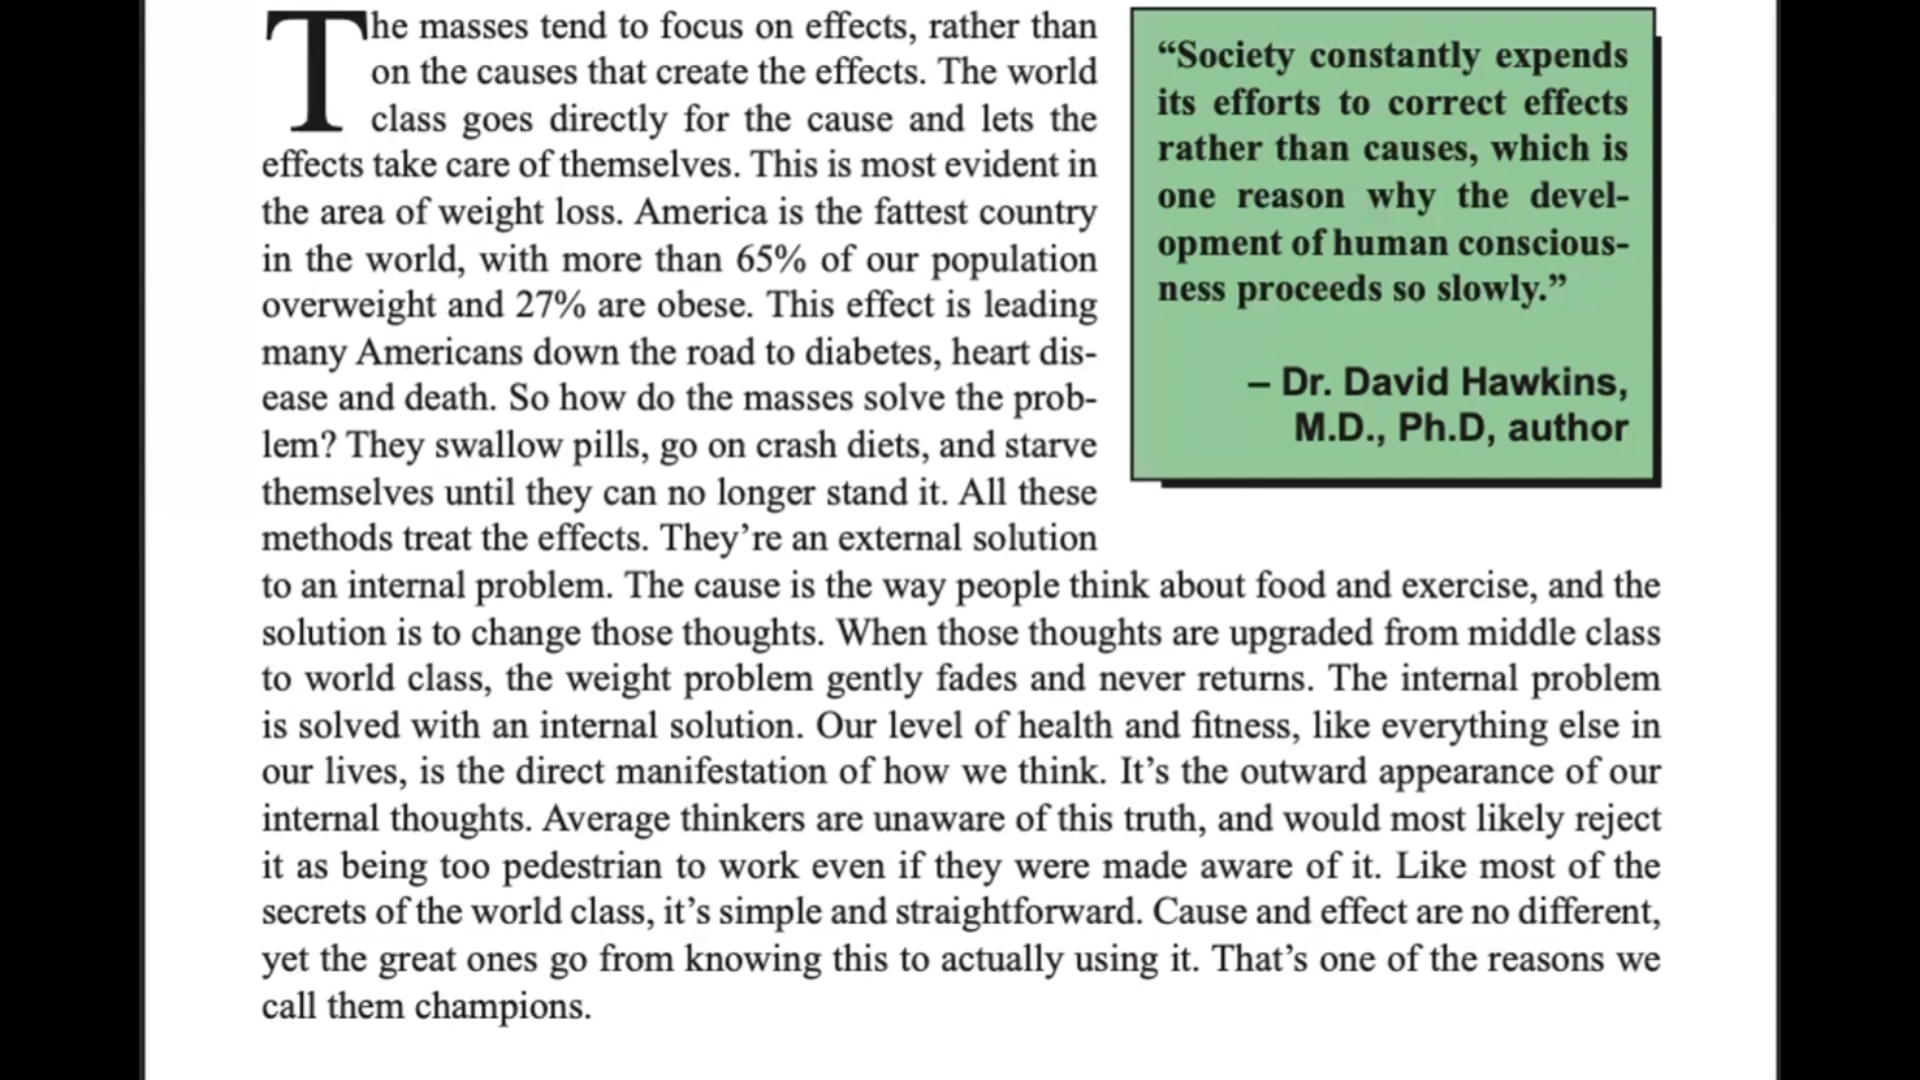 The masses tend to focus on effects, rather than
on the causes that create the effects. The world
class goes directly for the cause and lets the
effects take care of themselves. This is most evident in
the area of weight loss. America is the fattest country
in the world, with more than 65% of our population
overweight and 27% are obese. This effect is leading
many Americans down the road to diabetes, heart dis-
ease and death. So how do the masses solve the prob-
lem? They swallow pills, go on crash diets, and starve
themselves until they can no longer stand it. All these
methods treat the effects. They’re an external solution
to an internal problem. The cause is the way people think about food and exercise, and the
solution is to change those thoughts. When those thoughts are upgraded from middle class
to world class, the weight problem gently fades and never returns. The internal problem
is solved with an internal solution. Our level of health and fitness, like everything else in
our lives, is the direct manifestation of how we think. It’s the outward appearance of our
internal thoughts. Average thinkers are unaware of this truth, and would most likely reject
it as being too pedestrian to work even if they were made aware of it. Like most of the
secrets of the world class, it’s simple and straightforward. Cause and effect are no different,
yet the great ones go from knowing this to actually using it. That’s one of the reasons we
call them champions.
“Society constantly expends
its efforts to correct effects
rather than causes, which is
one reason why the devel-
opment of human conscious-
ness proceeds so slowly.”
– Dr. David Hawkins,
M.D., Ph.D, author